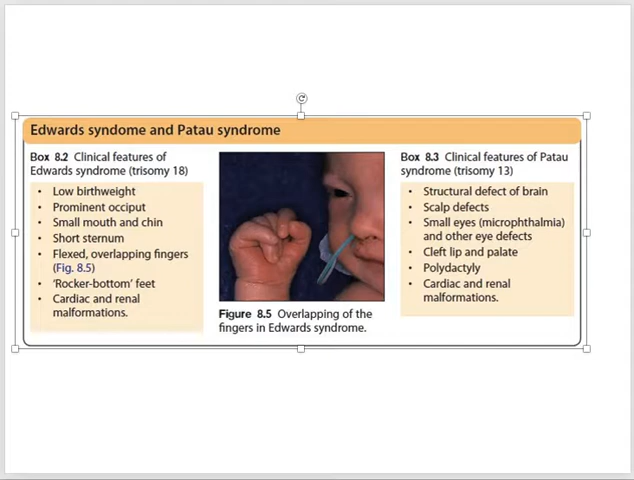 Edwards syndome and Patau syndrome
Box 8.2 Clinical features of
Edwards syndrome (trisomy 18)
• Low birthweight
• Prominent occiput
• Small mouth and chin
• Short sternum
• Flexed, overlapping fingers
(Fig. 8.5)
• 'Rocker-bottom' feet
• Cardiac and renal
malformations.
Figure 8.5 Overlapping of the
fingers in Edwards syndrome.
Box 8.3 Clinical features of Patau
syndrome (trisomy 13)
• Structural defect of brain
• Scalp defects
• Small eyes (microphthalmia)
and other eye defects
• Cleft lip and palate
• Polydactyly
• Cardiac and renal
malformations.